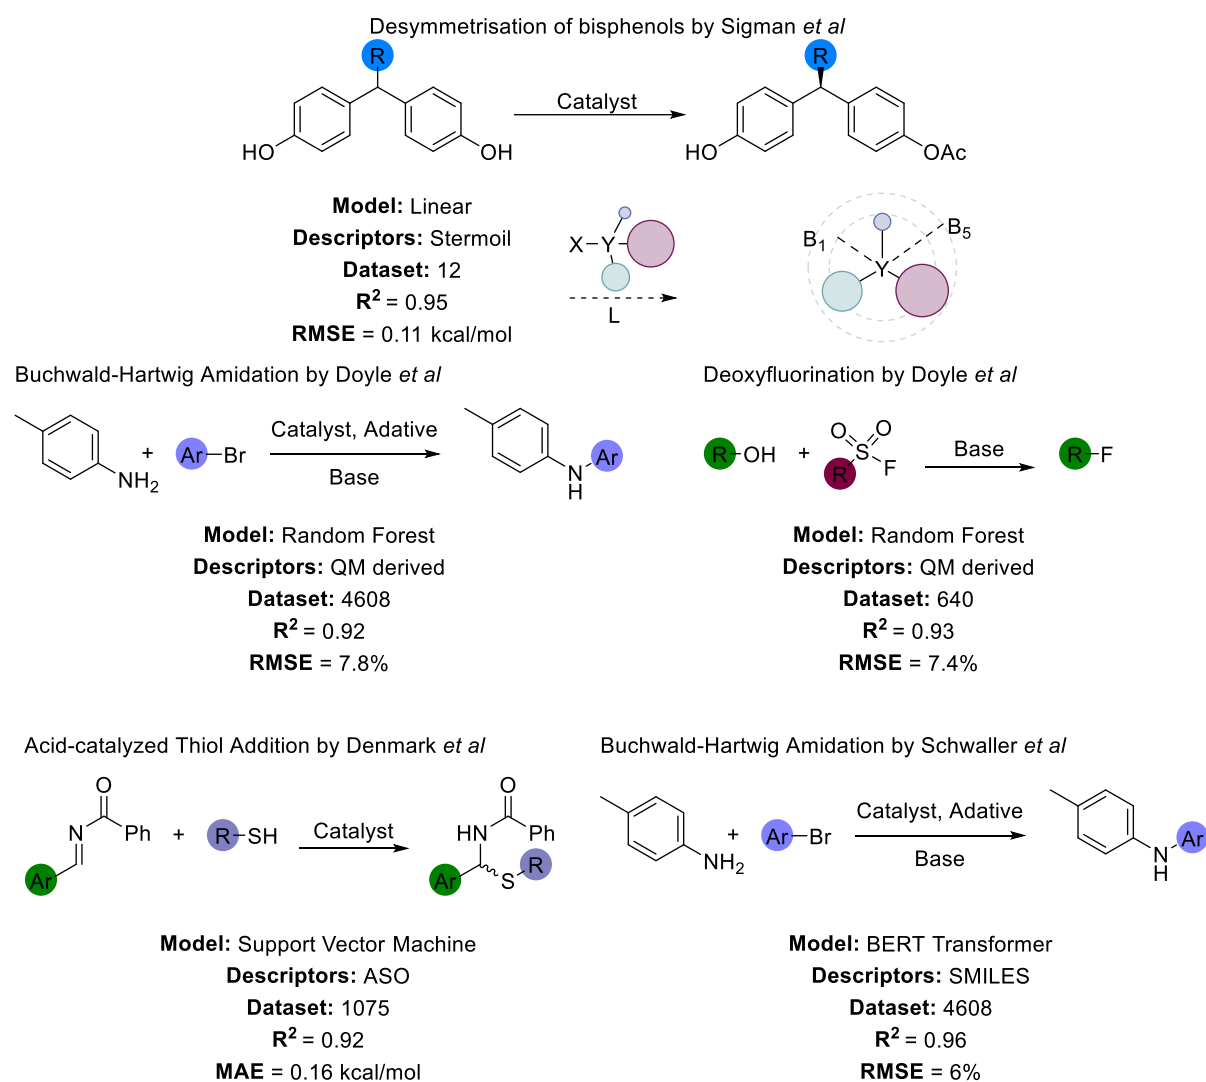 Desymmetrisation of bisphenols by Sigman et al
R
R
Catalyst
HO
OH
HO
OAc
Model: Linear
Descriptors: Stermoil
Dataset: 12
R² = 0.95
RMSE = 0.11 kcal/mol
X
Y
L
B₁
B₅
Y
Buchwald-Hartwig Amidation by Doyle et al
NH₂
+
Ar
Br
Catalyst, Adative
Base
N
H
Ar
Model: Random Forest
Descriptors: QM derived
Dataset: 4608
R² = 0.92
RMSE = 7.8%
Deoxyfluorination by Doyle et al
R
OH
+
O
O
S
F
R
Base
R
F
Model: Random Forest
Descriptors: QM derived
Dataset: 640
R² = 0.93
RMSE = 7.4%
Acid-catalyzed Thiol Addition by Denmark et al
O
N
Ph
Ar
+
R
SH
Catalyst
O
HN
Ph
Ar
S
R
Model: Support Vector Machine
Descriptors: ASO
Dataset: 1075
R² = 0.92
MAE = 0.16 kcal/mol
Buchwald-Hartwig Amidation by Schwaller et al
NH₂
+
Ar
Br
Catalyst, Adative
Base
N
H
Ar
Model: BERT Transformer
Descriptors: SMILES
Dataset: 4608
R² = 0.96
RMSE = 6%